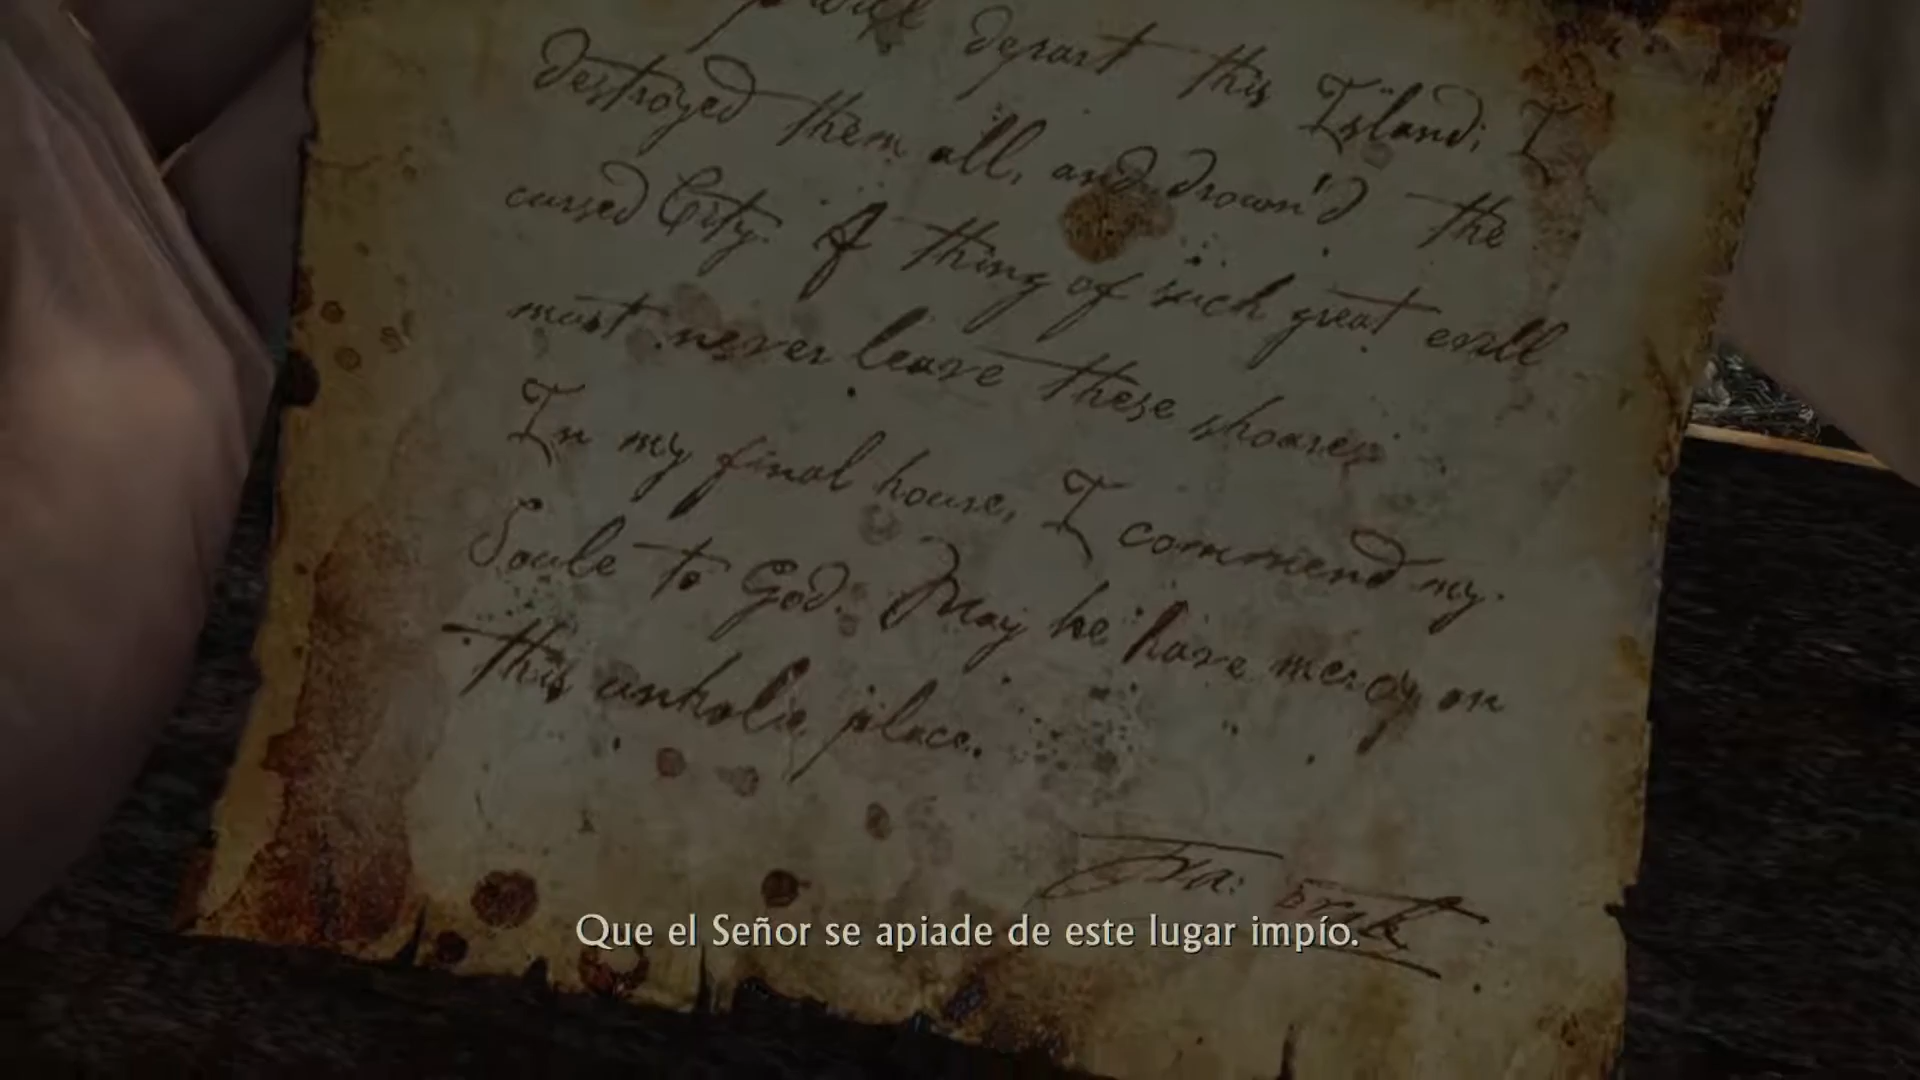 depart this Island; I
destroyed them all, and drown'd the
cursed City. A thing of such great evill
must never leave these shoares.
In my final houre, I commend my
Soule to God. May he have mercy on
this unholie place.
Fra:
Que el Señor se apiade de este lugar impío.